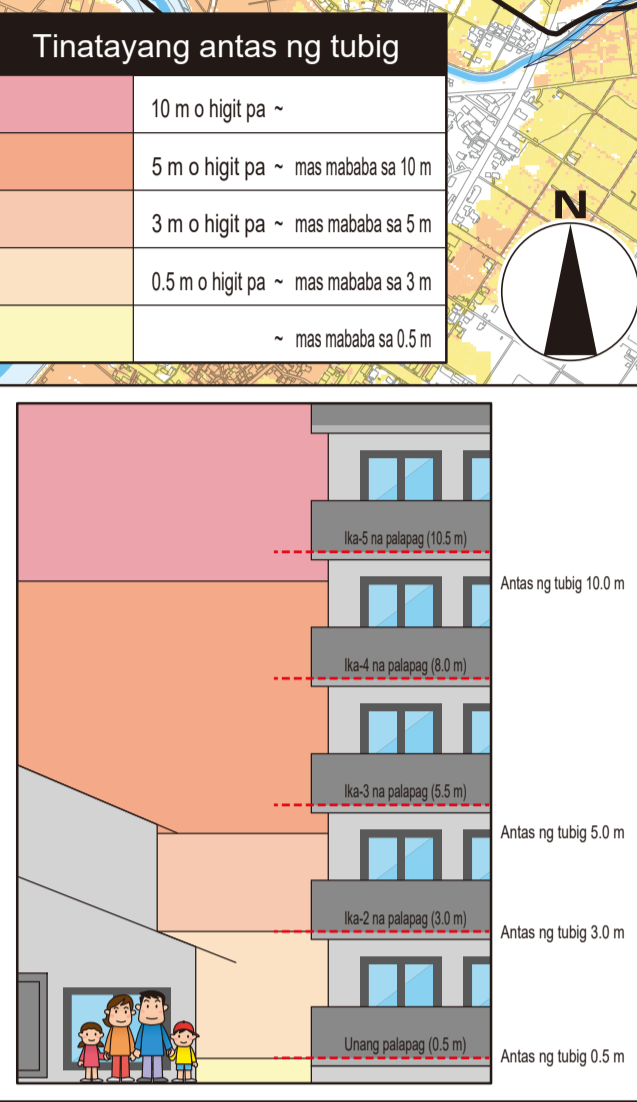 Tinatayang antas ng tubig
10 m o higit pa ~
5 m o higit pa ~ mas mababa sa 10 m
3 m o higit pa ~ mas mababa sa 5 m
0.5 m o higit pa ~ mas mababa sa 3 m
~ mas mababa sa 0.5 m
N
Ika-5 na palapag (10.5 m)
Antas ng tubig 10.0 m
Ika-4 na palapag (8.0 m)
Ika-3 na palapag (5.5 m)
Antas ng tubig 5.0 m
Ika-2 na palapag (3.0 m)
Antas ng tubig 3.0 m
Unang palapag (0.5 m)
Antas ng tubig 0.5 m